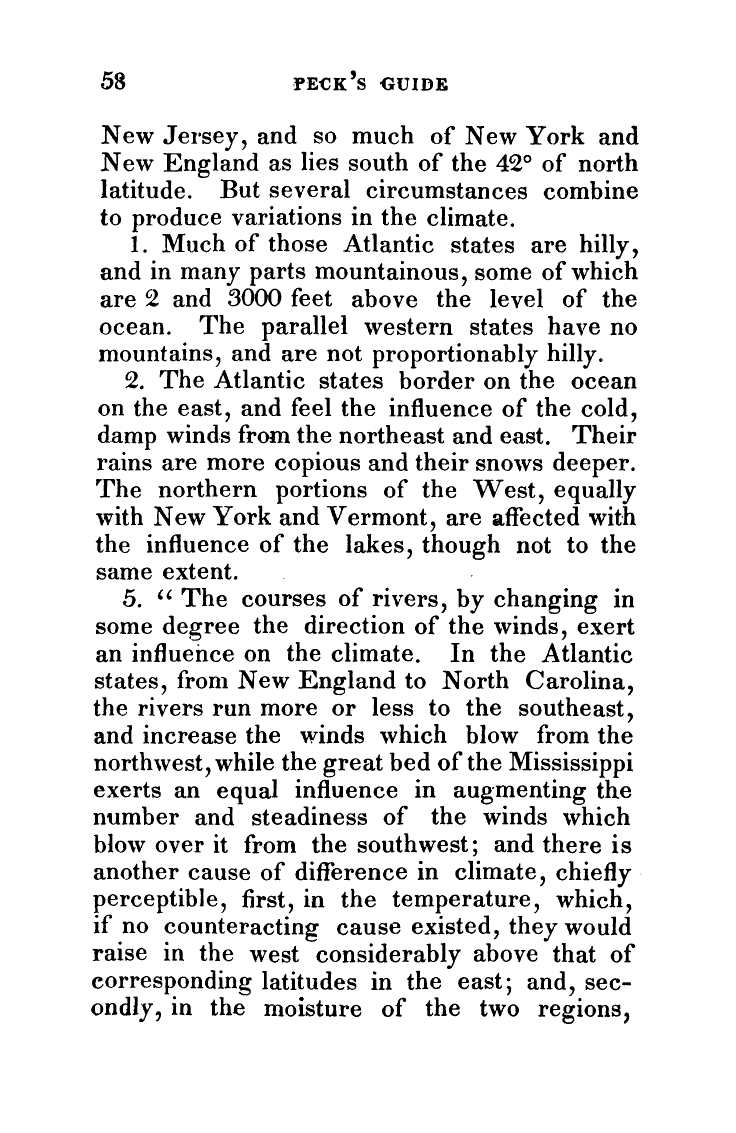 58 PECK'S GUIDE
New Jersey, and so much of New York and
New England as lies south of the 42° of north
latitude. But several circumstances combine
to produce variations in the climate.
1. Much of those Atlantic states are hilly,
and in many parts mountainous, some of which
are 2 and 3000 feet above the level of the
ocean. The parallel western states have no
mountains, and are not proportionably hilly.
2. The Atlantic states border on the ocean
on the east, and feel the influence of the cold,
damp winds from the northeast and east. Their
rains are more copious and their snows deeper.
The northern portions of the West, equally
with New York and Vermont, are affected with
the influence of the lakes, though not to the
same extent.
5. “ The courses of rivers, by changing in
some degree the direction of the winds, exert
an influence on the climate. In the Atlantic
states, from New England to North Carolina,
the rivers run more or less to the southeast,
and increase the winds which blow from the
northwest, while the great bed of the Mississippi
exerts an equal influence in augmenting the
number and steadiness of the winds which
blow over it from the southwest; and there is
another cause of difference in climate, chiefly
perceptible, first, in the temperature, which,
if no counteracting cause existed, they would
raise in the west considerably above that of
corresponding latitudes in the east; and, sec-
ondly, in the moisture of the two regions,